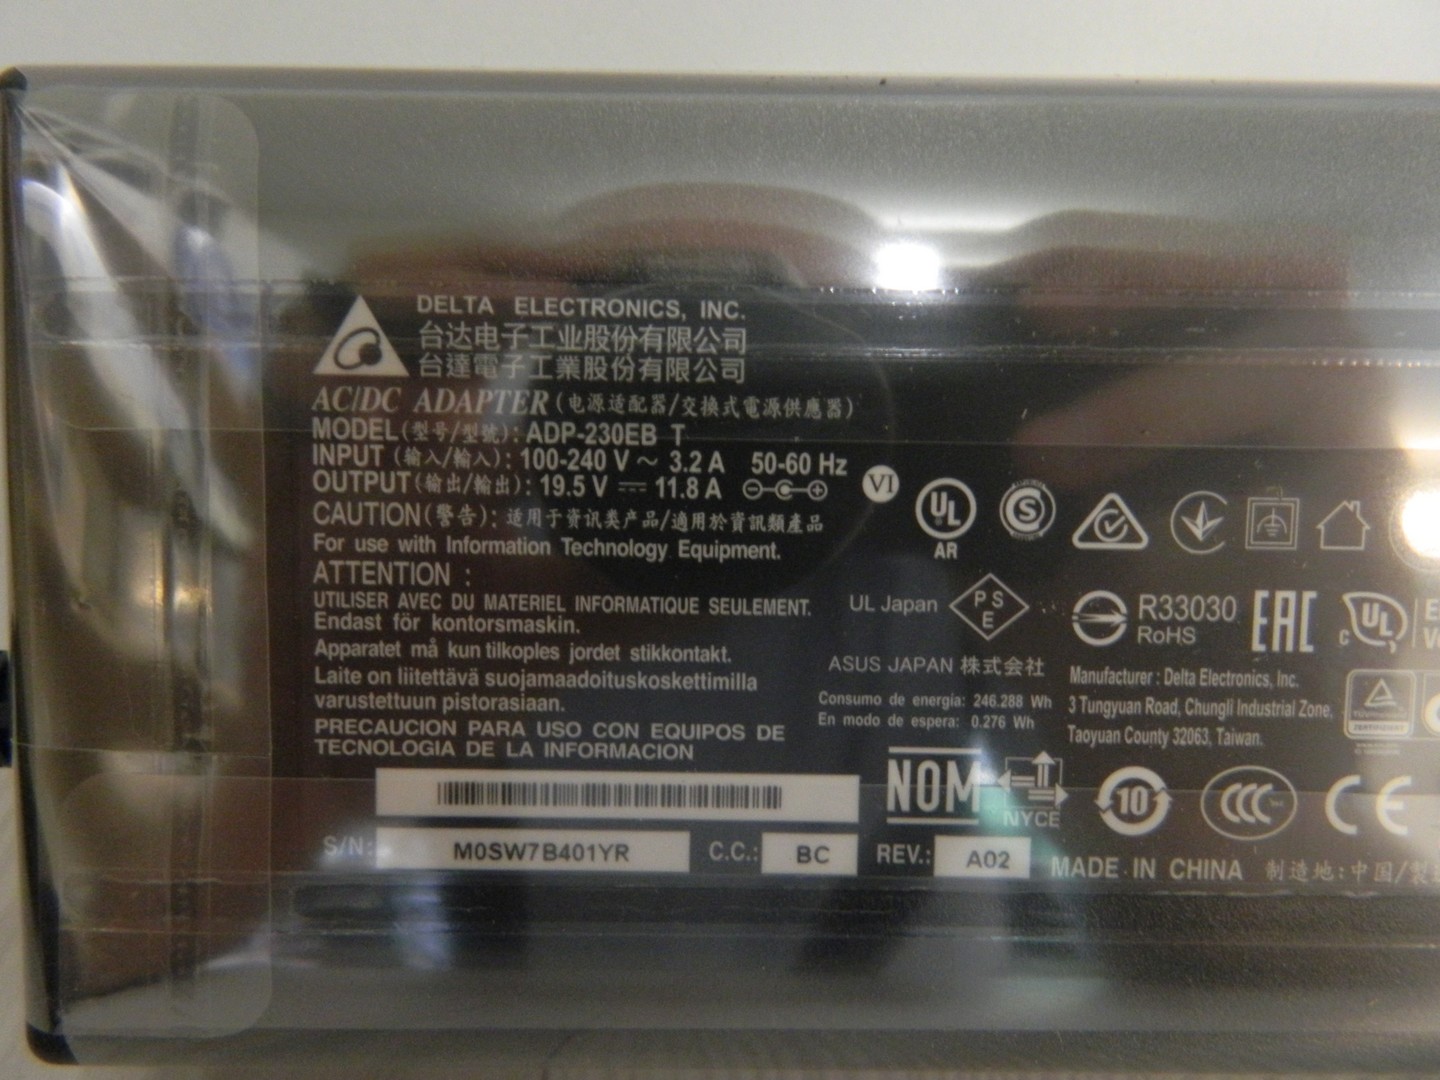 DELTA ELECTRONICS, INC.
台达电子工业股份有限公司
台達電子工業股份有限公司
AC/DC ADAPTER (电源适配器/交换式電源供應器)
MODEL (型号/型號): ADP-230EB T
INPUT (输入/輸入): 100-240 V ~ 3.2 A 50-60 Hz
OUTPUT (输出/輸出): 19.5 V ⎓ 11.8 A
VI
CAUTION (警告): 适用于资讯类产品/適用於資訊類產品
For use with Information Technology Equipment.
ATTENTION :
UTILISER AVEC DU MATERIEL INFORMATIQUE SEULEMENT.
Endast för kontorsmaskin.
Apparatet må kun tilkoples jordet stikkontakt.
Laite on liitettävä suojamaadoituskoskettimilla
varustettuun pistorasiaan.
PRECAUCION PARA USO CON EQUIPOS DE
TECNOLOGIA DE LA INFORMACION
UL
AR
S
UL Japan
PS
E
R33030
RoHS
EAC
C UL
ASUS JAPAN 株式会社
Consumo de energia: 246.288 Wh
En modo de espera: 0.276 Wh
Manufacturer : Delta Electronics, Inc.
3 Tungyuan Road, Chungli Industrial Zone,
Taoyuan County 32063, Taiwan.
NOM
NYCE
10
CCC
CE
S/N: M0SW7B401YR C.C.: BC REV.: A02
MADE IN CHINA 制造地:中国/製